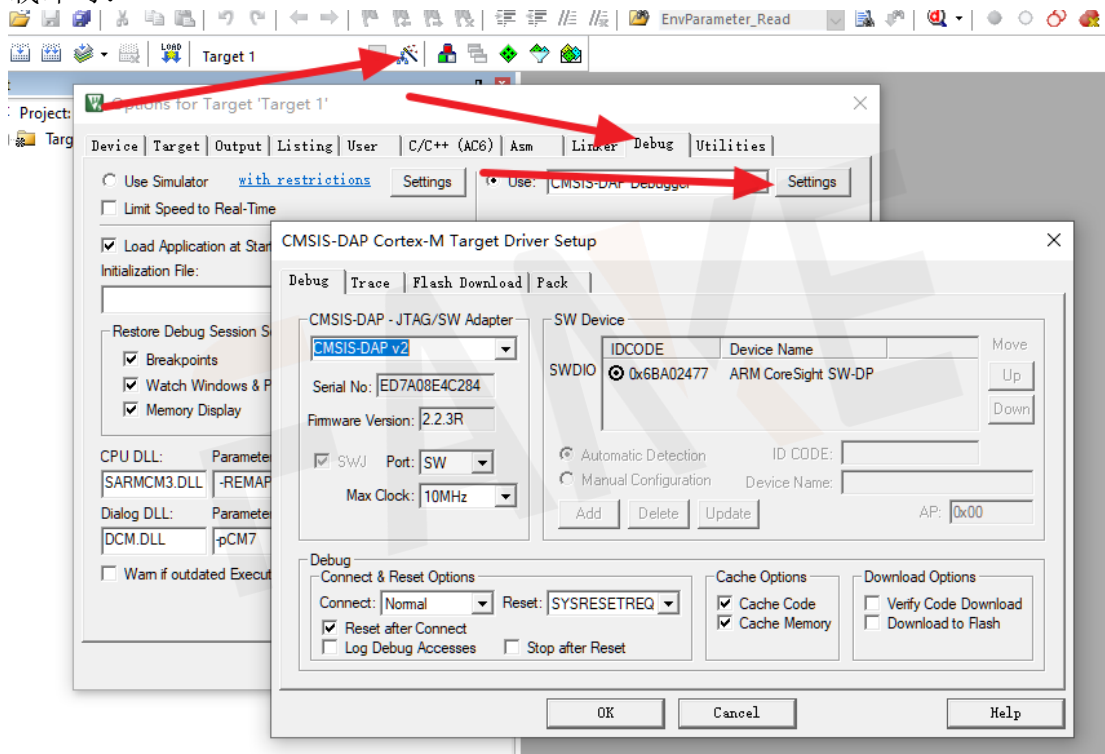 EnvParameter_Read
LOAD
Target 1
Project:
Targ
Options for Target 'Target 1'
Device Target Output Listing User C/C++ (AC6) Asm Linker Debug Utilities
Use Simulator with restrictions Settings Use: CMSIS-DAP Debugger Settings
Limit Speed to Real-Time
Load Application at Star
Initialization File:
Restore Debug Session S
Breakpoints
Watch Windows & P
Memory Display
CPU DLL: Paramete
SARMCM3.DLL -REMAP
Dialog DLL: Paramete
DCM.DLL -pCM7
Warn if outdated Execut
CMSIS-DAP Cortex-M Target Driver Setup
Debug Trace Flash Download Pack
CMSIS-DAP - JTAG/SW Adapter
CMSIS-DAP v2
Serial No: ED7A08E4C284
Firmware Version: 2.2.3R
SWJ Port: SW
Max Clock: 10MHz
SW Device
IDCODE Device Name Move
SWDIO 0x6BA02477 ARM CoreSight SW-DP Up
Down
Automatic Detection ID CODE:
Manual Configuration Device Name:
Add Delete Update AP: 0x00
Debug
Connect & Reset Options
Connect: Normal Reset: SYSRESETREQ
Reset after Connect
Log Debug Accesses Stop after Reset
Cache Options
Cache Code
Cache Memory
Download Options
Verify Code Download
Download to Flash
OK Cancel Help